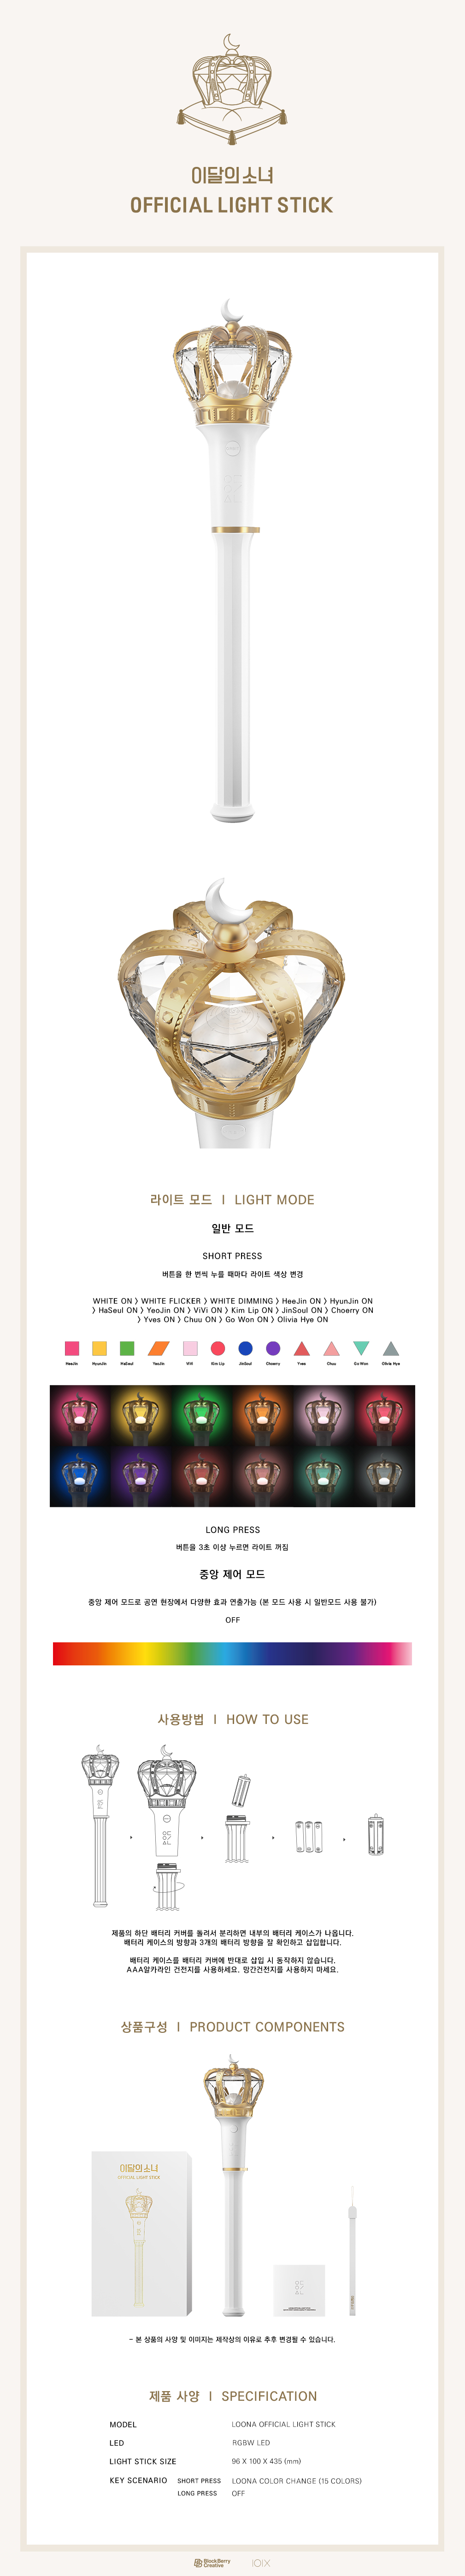 이달의소녀
OFFICIAL LIGHT STICK
라이트 모드 | LIGHT MODE
일반 모드
SHORT PRESS
버튼을 한 번씩 누를 때마다 라이트 색상 변경
WHITE ON > WHITE FLICKER > WHITE DIMMING > HeeJin ON > HyunJin ON
> HaSeul ON > YeoJin ON > ViVi ON > Kim Lip ON > JinSoul ON > Choerry ON
> Yves ON > Chuu ON > Go Won ON > Olivia Hye ON
HeeJin HyunJin HaSeul YeoJin ViVi Kim Lip JinSoul Choerry Yves Chuu Go Won Olivia Hye
LONG PRESS
버튼을 3초 이상 누르면 라이트 꺼짐
중앙 제어 모드
중앙 제어 모드로 공연 현장에서 다양한 효과 연출가능 (본 모드 사용 시 일반모드 사용 불가)
OFF
사용방법 | HOW TO USE
제품의 하단 배터리 커버를 돌려서 분리하면 내부의 배터리 케이스가 나옵니다.
배터리 케이스의 방향과 3개의 배터리 방향을 잘 확인하고 삽입합니다.
배터리 케이스를 배터리 커버에 반대로 삽입 시 동작하지 않습니다.
AAA알카라인 건전지를 사용하세요. 망간건전지를 사용하지 마세요.
상품구성 | PRODUCT COMPONENTS
이달의소녀
OFFICIAL LIGHT STICK
- 본 상품의 사양 및 이미지는 제작상의 이유로 추후 변경될 수 있습니다.
제품 사양 | SPECIFICATION
MODEL LOONA OFFICIAL LIGHT STICK
LED RGBW LED
LIGHT STICK SIZE 96 X 100 X 435 (mm)
KEY SCENARIO SHORT PRESS LOONA COLOR CHANGE (15 COLORS)
LONG PRESS OFF
BlockBerry
Creative
IOIX